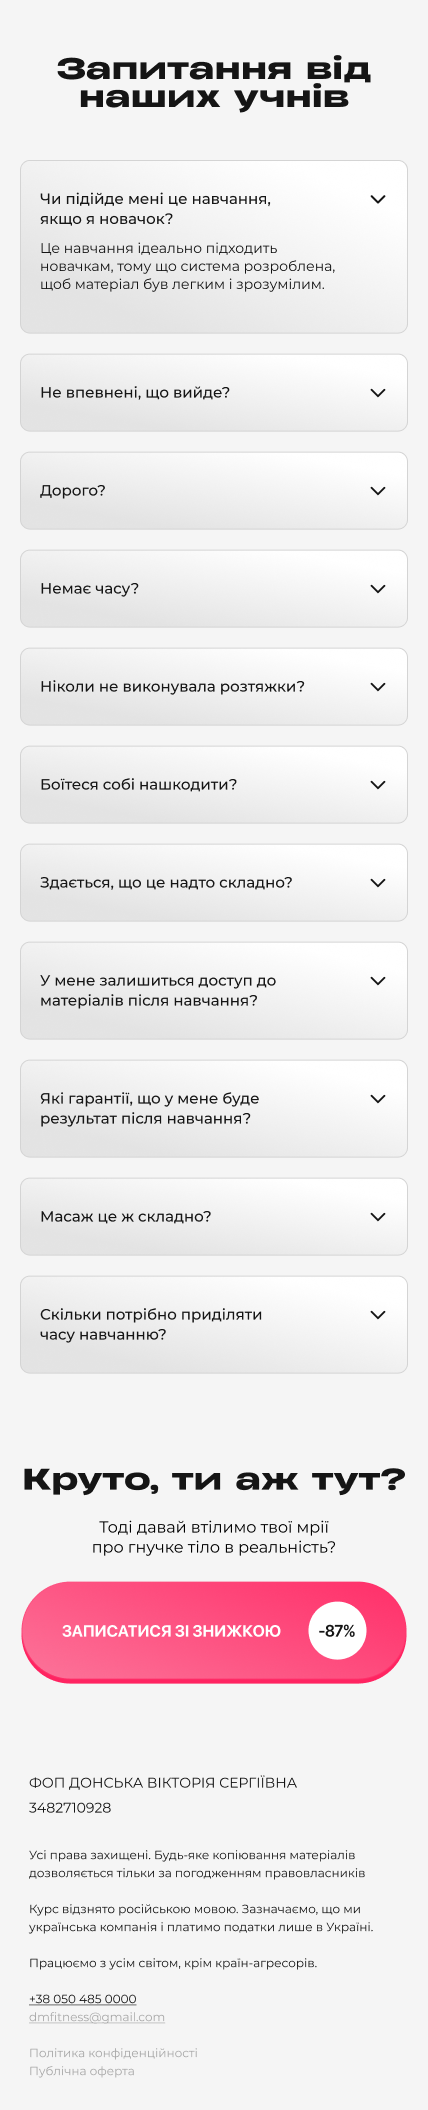 Запитання від
наших учнів
Чи підійде мені це навчання,
якщо я новачок?
Це навчання ідеально підходить
новачкам, тому що система розроблена,
щоб матеріал був легким і зрозумілим.
Не впевнені, що вийде?
Дорого?
Немає часу?
Ніколи не виконувала розтяжки?
Боїтеся собі нашкодити?
Здається, що це надто складно?
У мене залишиться доступ до
матеріалів після навчання?
Які гарантії, що у мене буде
результат після навчання?
Масаж це ж складно?
Скільки потрібно приділяти
часу навчанню?
Круто, ти аж тут?
Тоді давай втілимо твої мрії
про гнучке тіло в реальність?
ЗАПИСАТИСЯ ЗІ ЗНИЖКОЮ -87%
ФОП ДОНСЬКА ВІКТОРІЯ СЕРГІЇВНА
3482710928
Усі права захищені. Будь-яке копіювання матеріалів
дозволяється тільки за погодженням правовласників
Курс відзнято російською мовою. Зазначаємо, що ми
українська компанія і платимо податки лише в Україні.
Працюємо з усім світом, крім країн-агресорів.
+38 050 485 0000
dmfitness@gmail.com
Політика конфіденційності
Публічна оферта